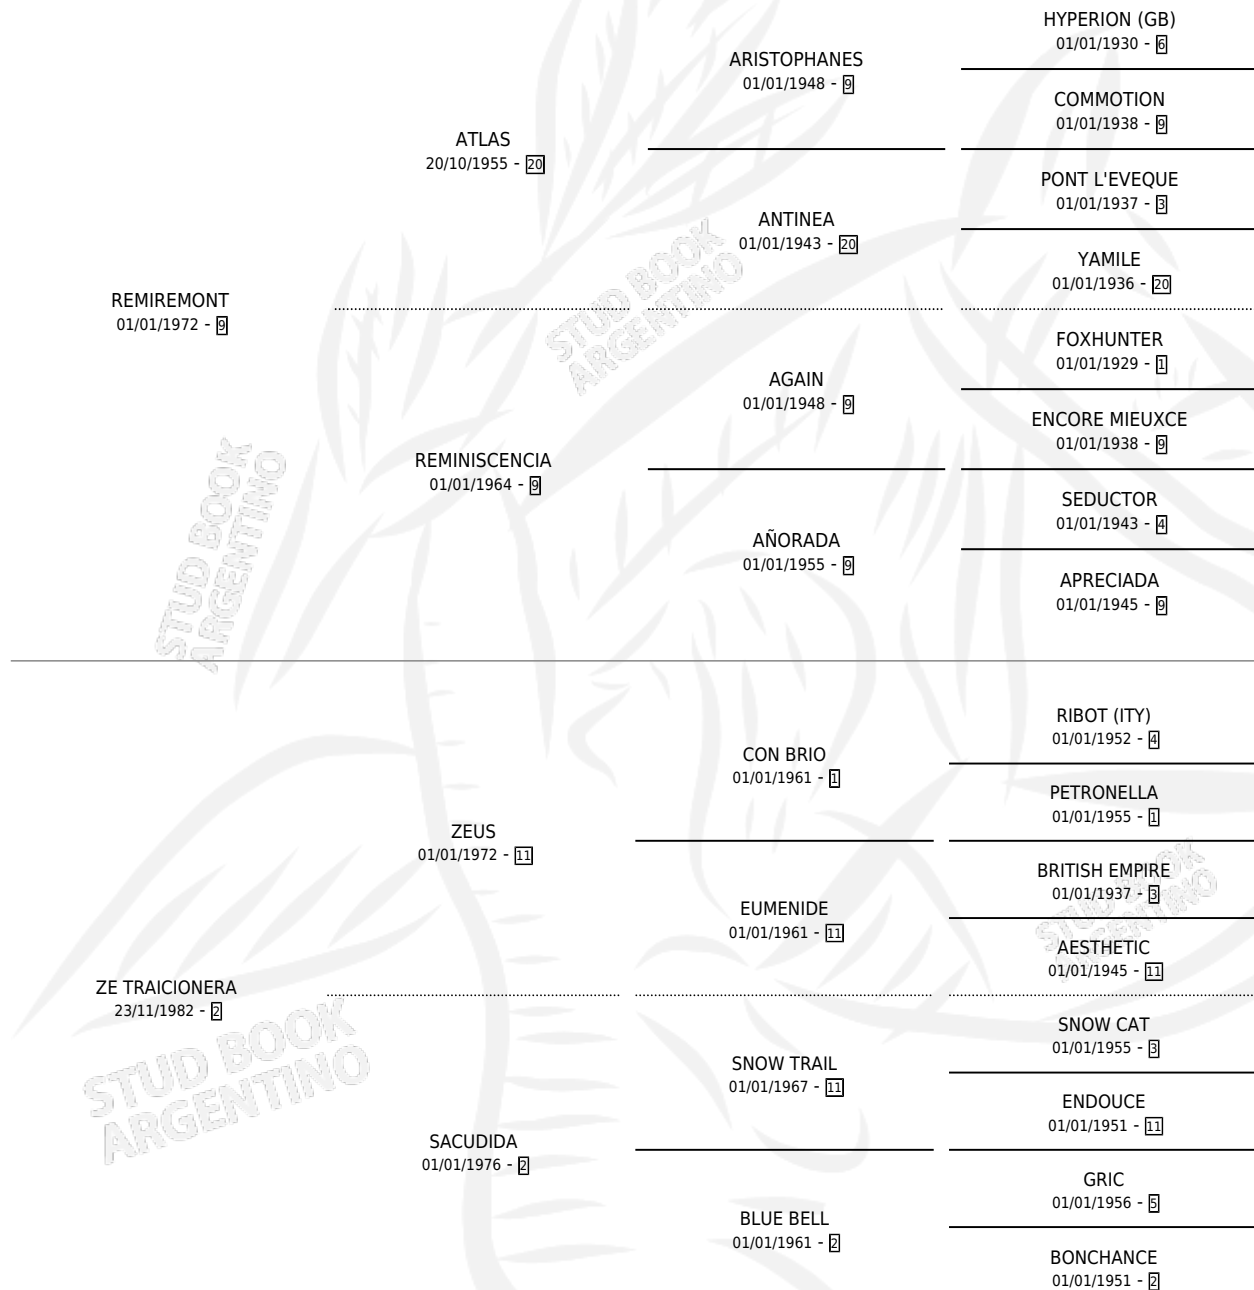 HYPERION (GB)
01/01/1930 - 6
ARISTOPHANES
01/01/1948 - 9
COMMOTION
01/01/1938 - 9
ATLAS
20/10/1955 - 20
PONT L'EVEQUE
01/01/1937 - 3
ANTINEA
01/01/1943 - 20
YAMILE
01/01/1936 - 20
REMIREMONT
01/01/1972 - 9
FOXHUNTER
01/01/1929 - 1
AGAIN
01/01/1948 - 9
ENCORE MIEUXCE
01/01/1938 - 9
REMINISCENCIA
01/01/1964 - 9
SEDUCTOR
01/01/1943 - 4
AÑORADA
01/01/1955 - 9
APRECIADA
01/01/1945 - 9
RIBOT (ITY)
01/01/1952 - 4
CON BRIO
01/01/1961 - 1
PETRONELLA
01/01/1955 - 1
ZEUS
01/01/1972 - 11
BRITISH EMPIRE
01/01/1937 - 3
EUMENIDE
01/01/1961 - 11
AESTHETIC
01/01/1945 - 11
ZE TRAICIONERA
23/11/1982 - 2
SNOW CAT
01/01/1955 - 3
SNOW TRAIL
01/01/1967 - 11
ENDOUCE
01/01/1951 - 11
SACUDIDA
01/01/1976 - 2
GRIC
01/01/1956 - 5
BLUE BELL
01/01/1961 - 2
BONCHANCE
01/01/1951 - 2
STUD BOOK
ARGENTINO
STUD BOOK
ARGENTINO
STUD BOOK
ARGENTINO
STUD BOOK
ARGENTINO